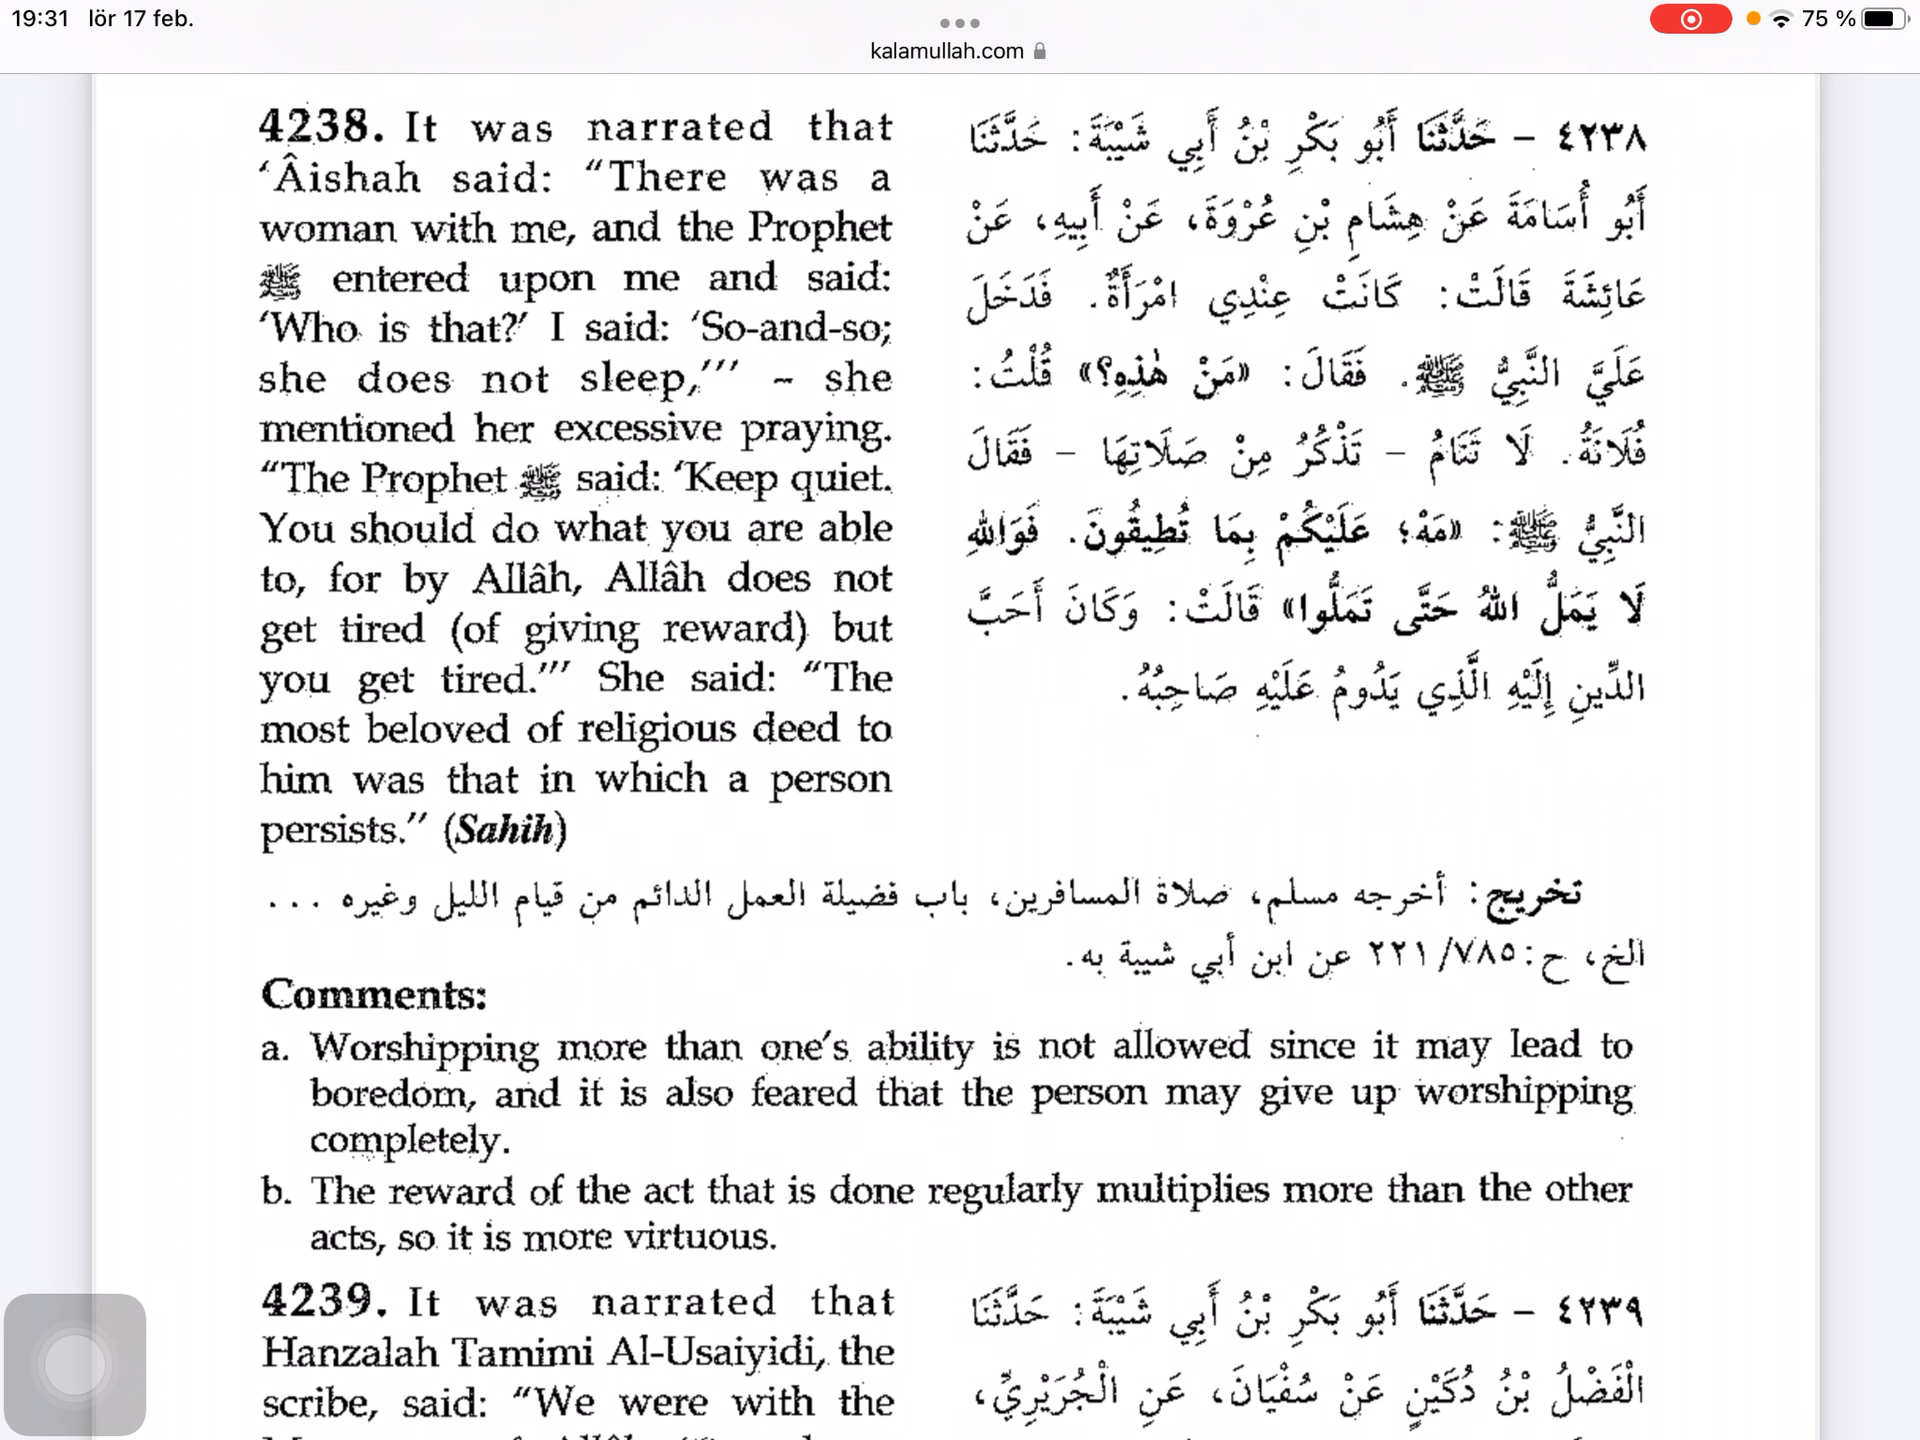 19:31 lör 17 feb.
75 %
kalamullah.com
4238. It was narrated that
‘Âishah said: “There was a
woman with me, and the Prophet
ﷺ entered upon me and said:
‘Who is that?’ I said: ‘So-and-so;
she does not sleep,’” – she
mentioned her excessive praying.
“The Prophet ﷺ said: ‘Keep quiet.
You should do what you are able
to, for by Allâh, Allâh does not
get tired (of giving reward) but
you get tired.’” She said: “The
most beloved of religious deed to
him was that in which a person
persists.” (Sahih)
٤٢٣٨ – حَدَّثَنَا أَبُو بَكْرِ بْنُ أَبِي شَيْبَةَ: حَدَّثَنَا
أَبُو أُسَامَةَ عَنْ هِشَامِ بْنِ عُرْوَةَ، عَنْ أَبِيهِ، عَنْ
عَائِشَةَ قَالَتْ: كَانَتْ عِنْدِي امْرَأَةٌ. فَدَخَلَ
عَلَيَّ النَّبِيُّ ﷺ. فَقَالَ: «مَنْ هٰذِهِ؟» قُلْتُ:
فُلَانَةُ. لَا تَنَامُ – تَذْكُرُ مِنْ صَلَاتِهَا – فَقَالَ
النَّبِيُّ ﷺ: «مَهْ؛ عَلَيْكُمْ بِمَا تُطِيقُونَ. فَوَاللهِ
لَا يَمَلُّ اللهُ حَتَّى تَمَلُّوا» قَالَتْ: وَكَانَ أَحَبَّ
الدِّينِ إِلَيْهِ الَّذِي يَدُومُ عَلَيْهِ صَاحِبُهُ.
تخريج: أخرجه مسلم، صلاة المسافرين، باب فضيلة العمل الدائم من قيام الليل وغيره ...
الخ، ح: ٧٨٥/ ٢٢١ عن ابن أبي شيبة به.
Comments:
a. Worshipping more than one’s ability is not allowed since it may lead to
boredom, and it is also feared that the person may give up worshipping
completely.
b. The reward of the act that is done regularly multiplies more than the other
acts, so it is more virtuous.
4239. It was narrated that
Hanzalah Tamimi Al-Usaiyidi, the
scribe, said: “We were with the
٤٢٣٩ – حَدَّثَنَا أَبُو بَكْرِ بْنُ أَبِي شَيْبَةَ: حَدَّثَنَا
الْفَضْلُ بْنُ دُكَيْنٍ عَنْ سُفْيَانَ، عَنِ الْجُرَيْرِيِّ،